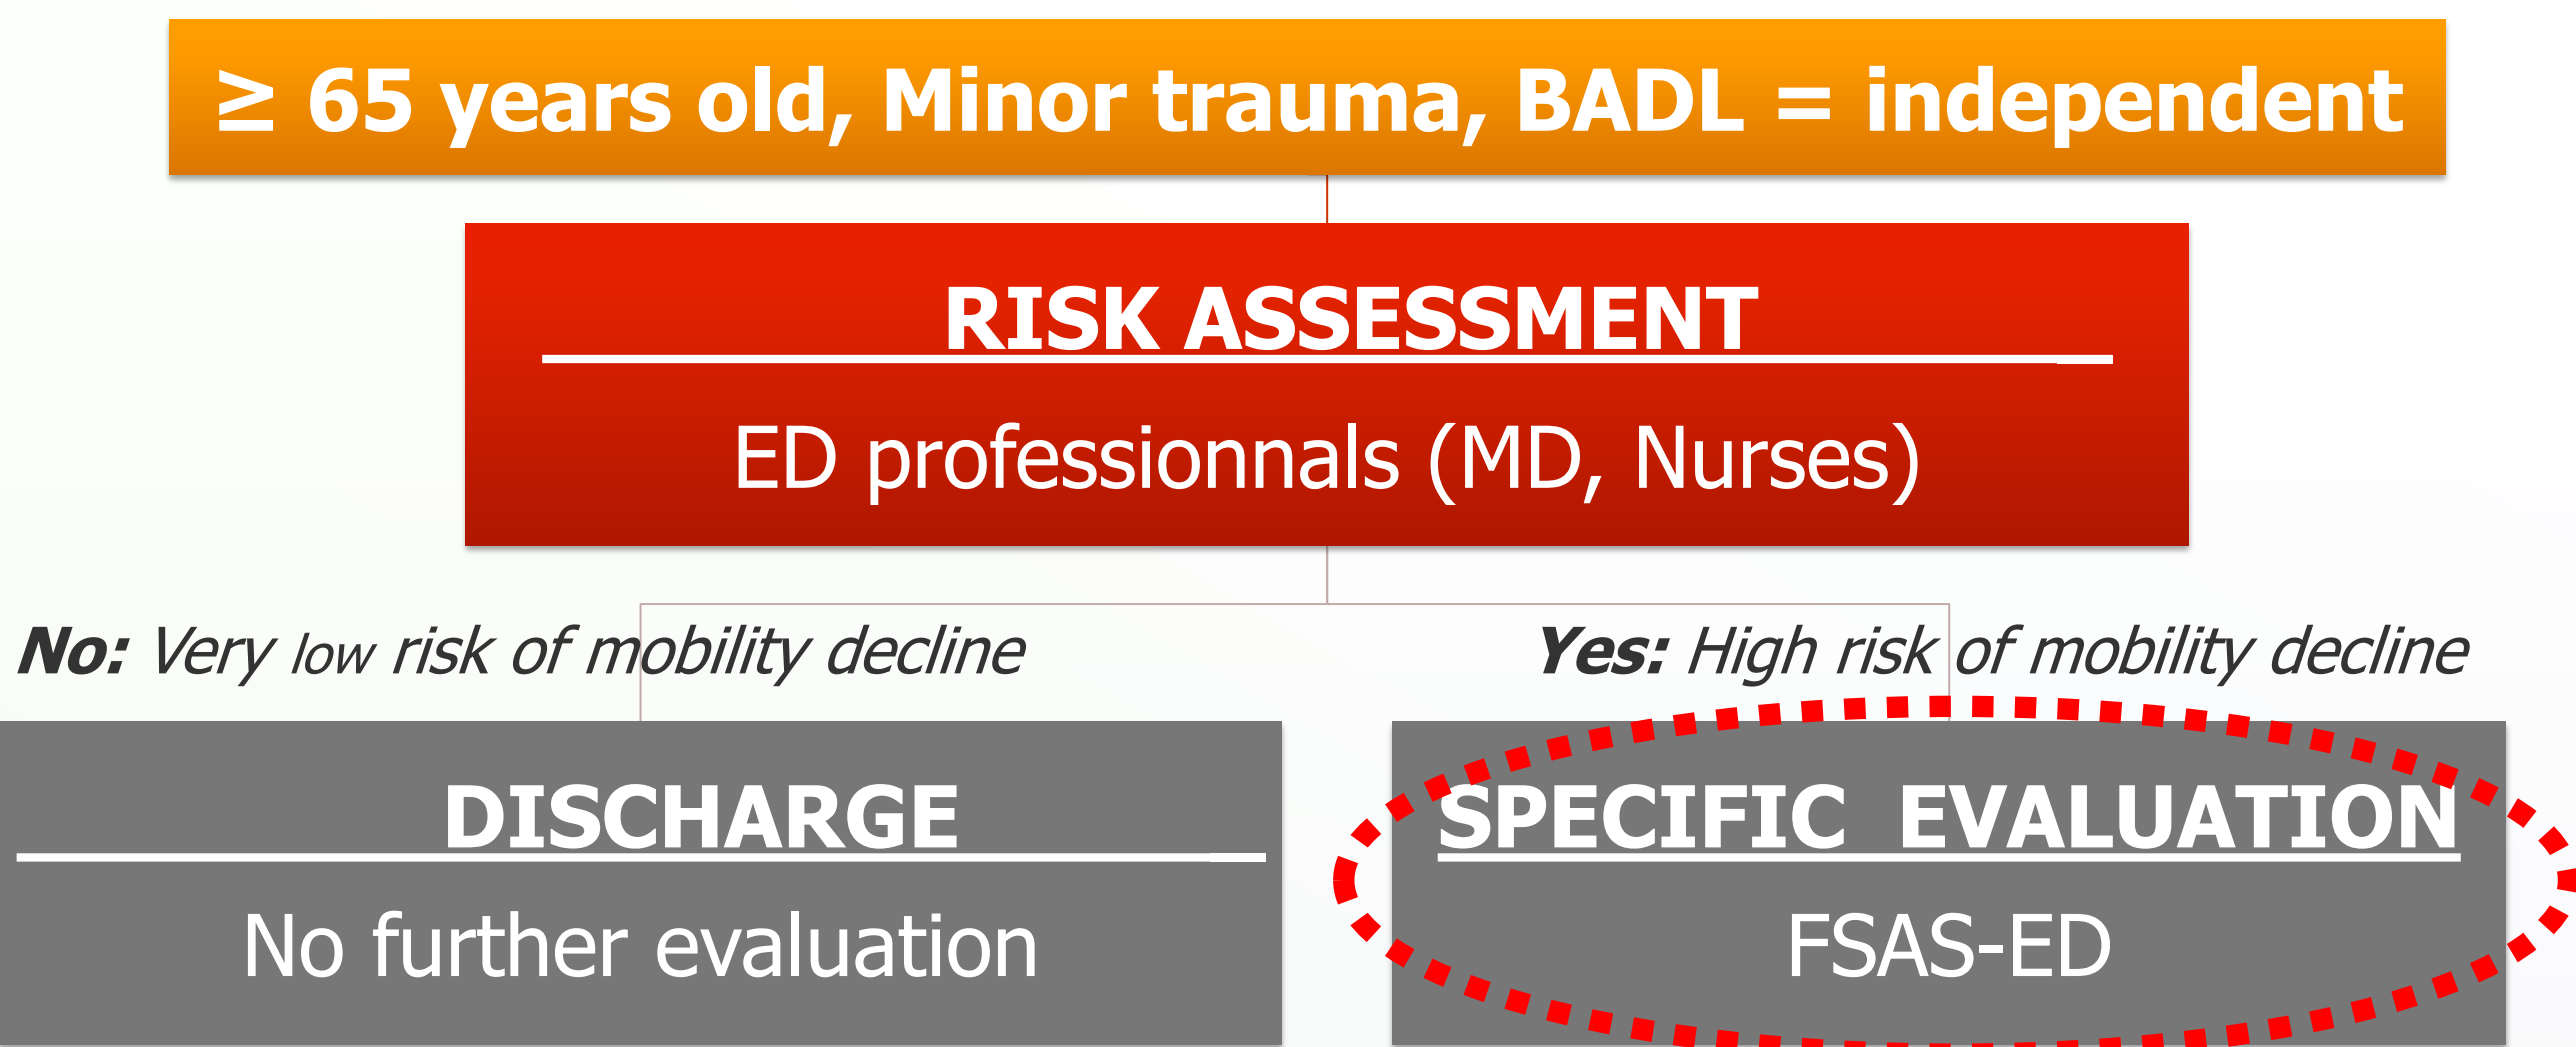 ≥ 65 years old, Minor trauma, BADL = independent
RISK ASSESSMENT
ED professionnals (MD, Nurses)
No: Very low risk of mobility decline
Yes: High risk of mobility decline
DISCHARGE
No further evaluation
SPECIFIC EVALUATION
FSAS-ED